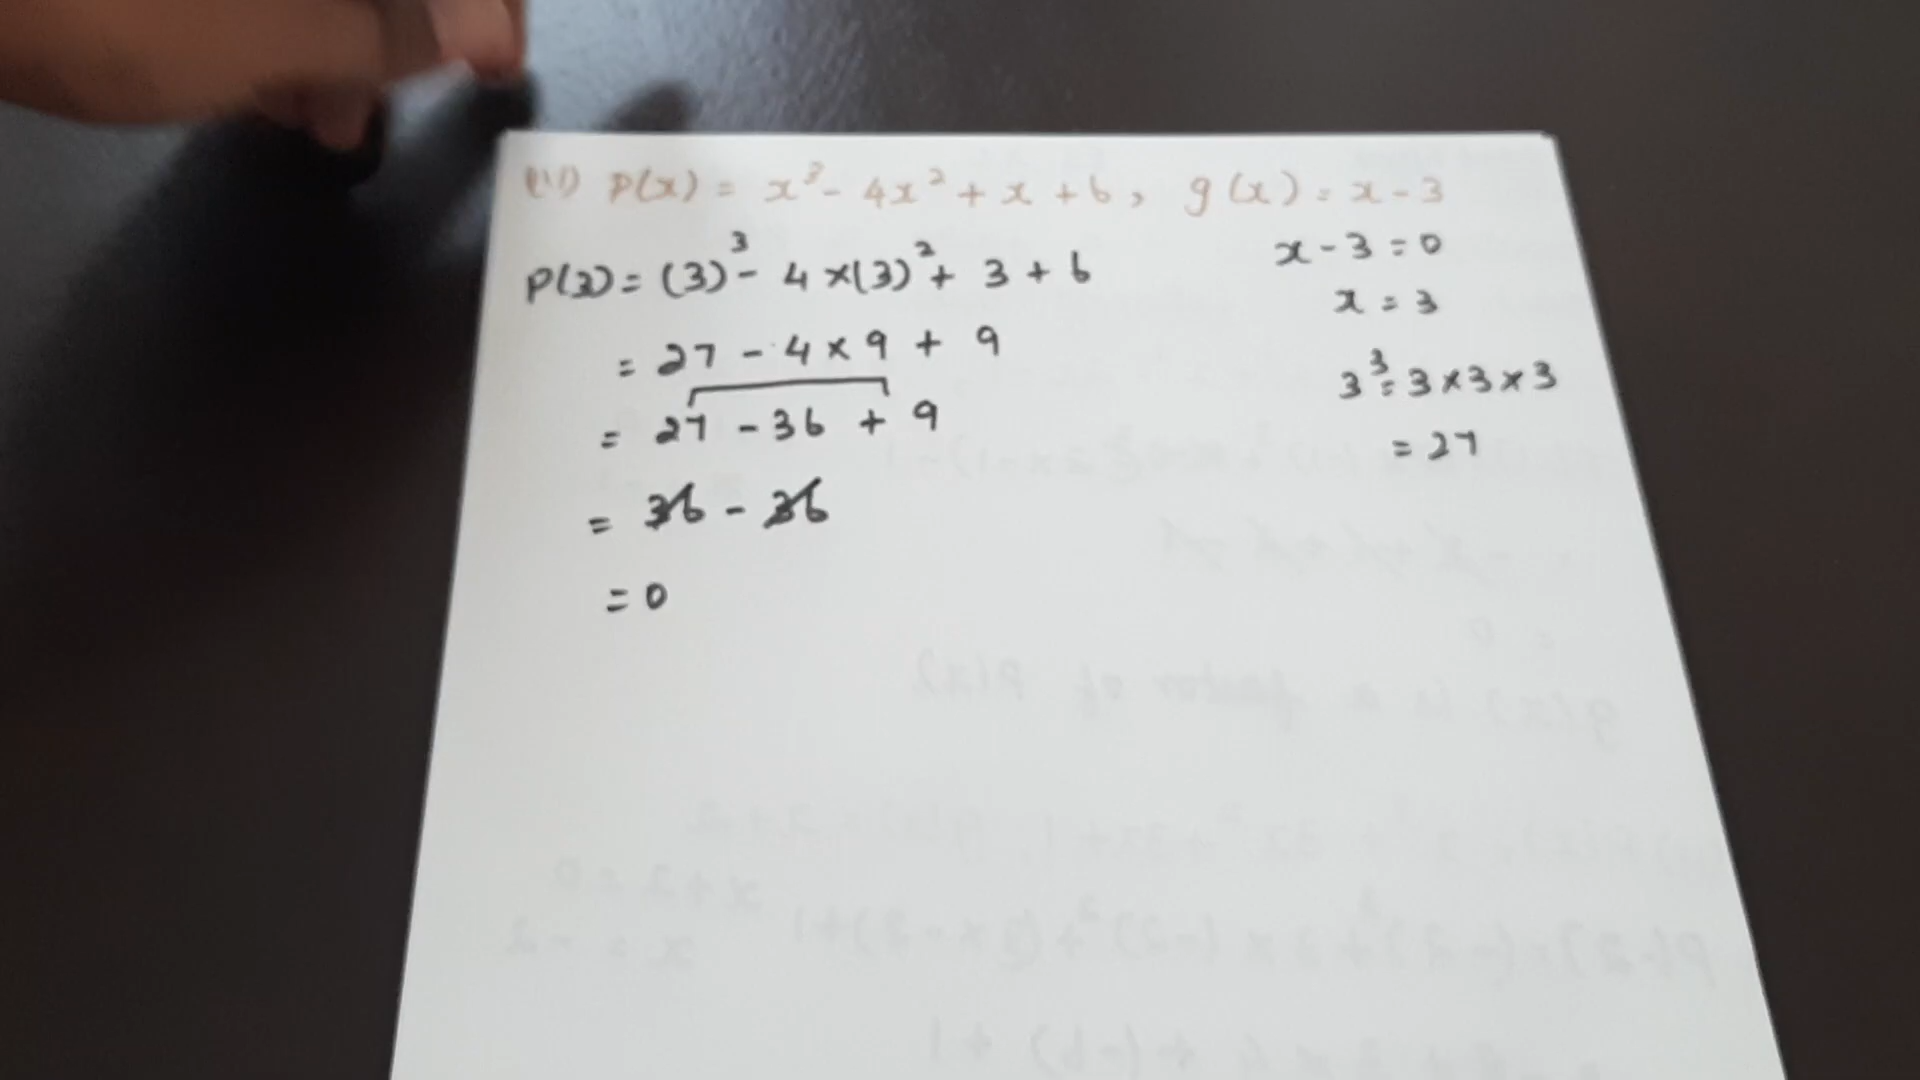 (iii) P(x) = x³ - 4x² + x + 6, g(x) = x - 3
x - 3 = 0
P(3) = (3)³ - 4 × (3)² + 3 + 6
x = 3
= 27 - 4 × 9 + 9
3³ = 3 × 3 × 3
= 27 - 36 + 9
= 27
= 36 - 36
= 0